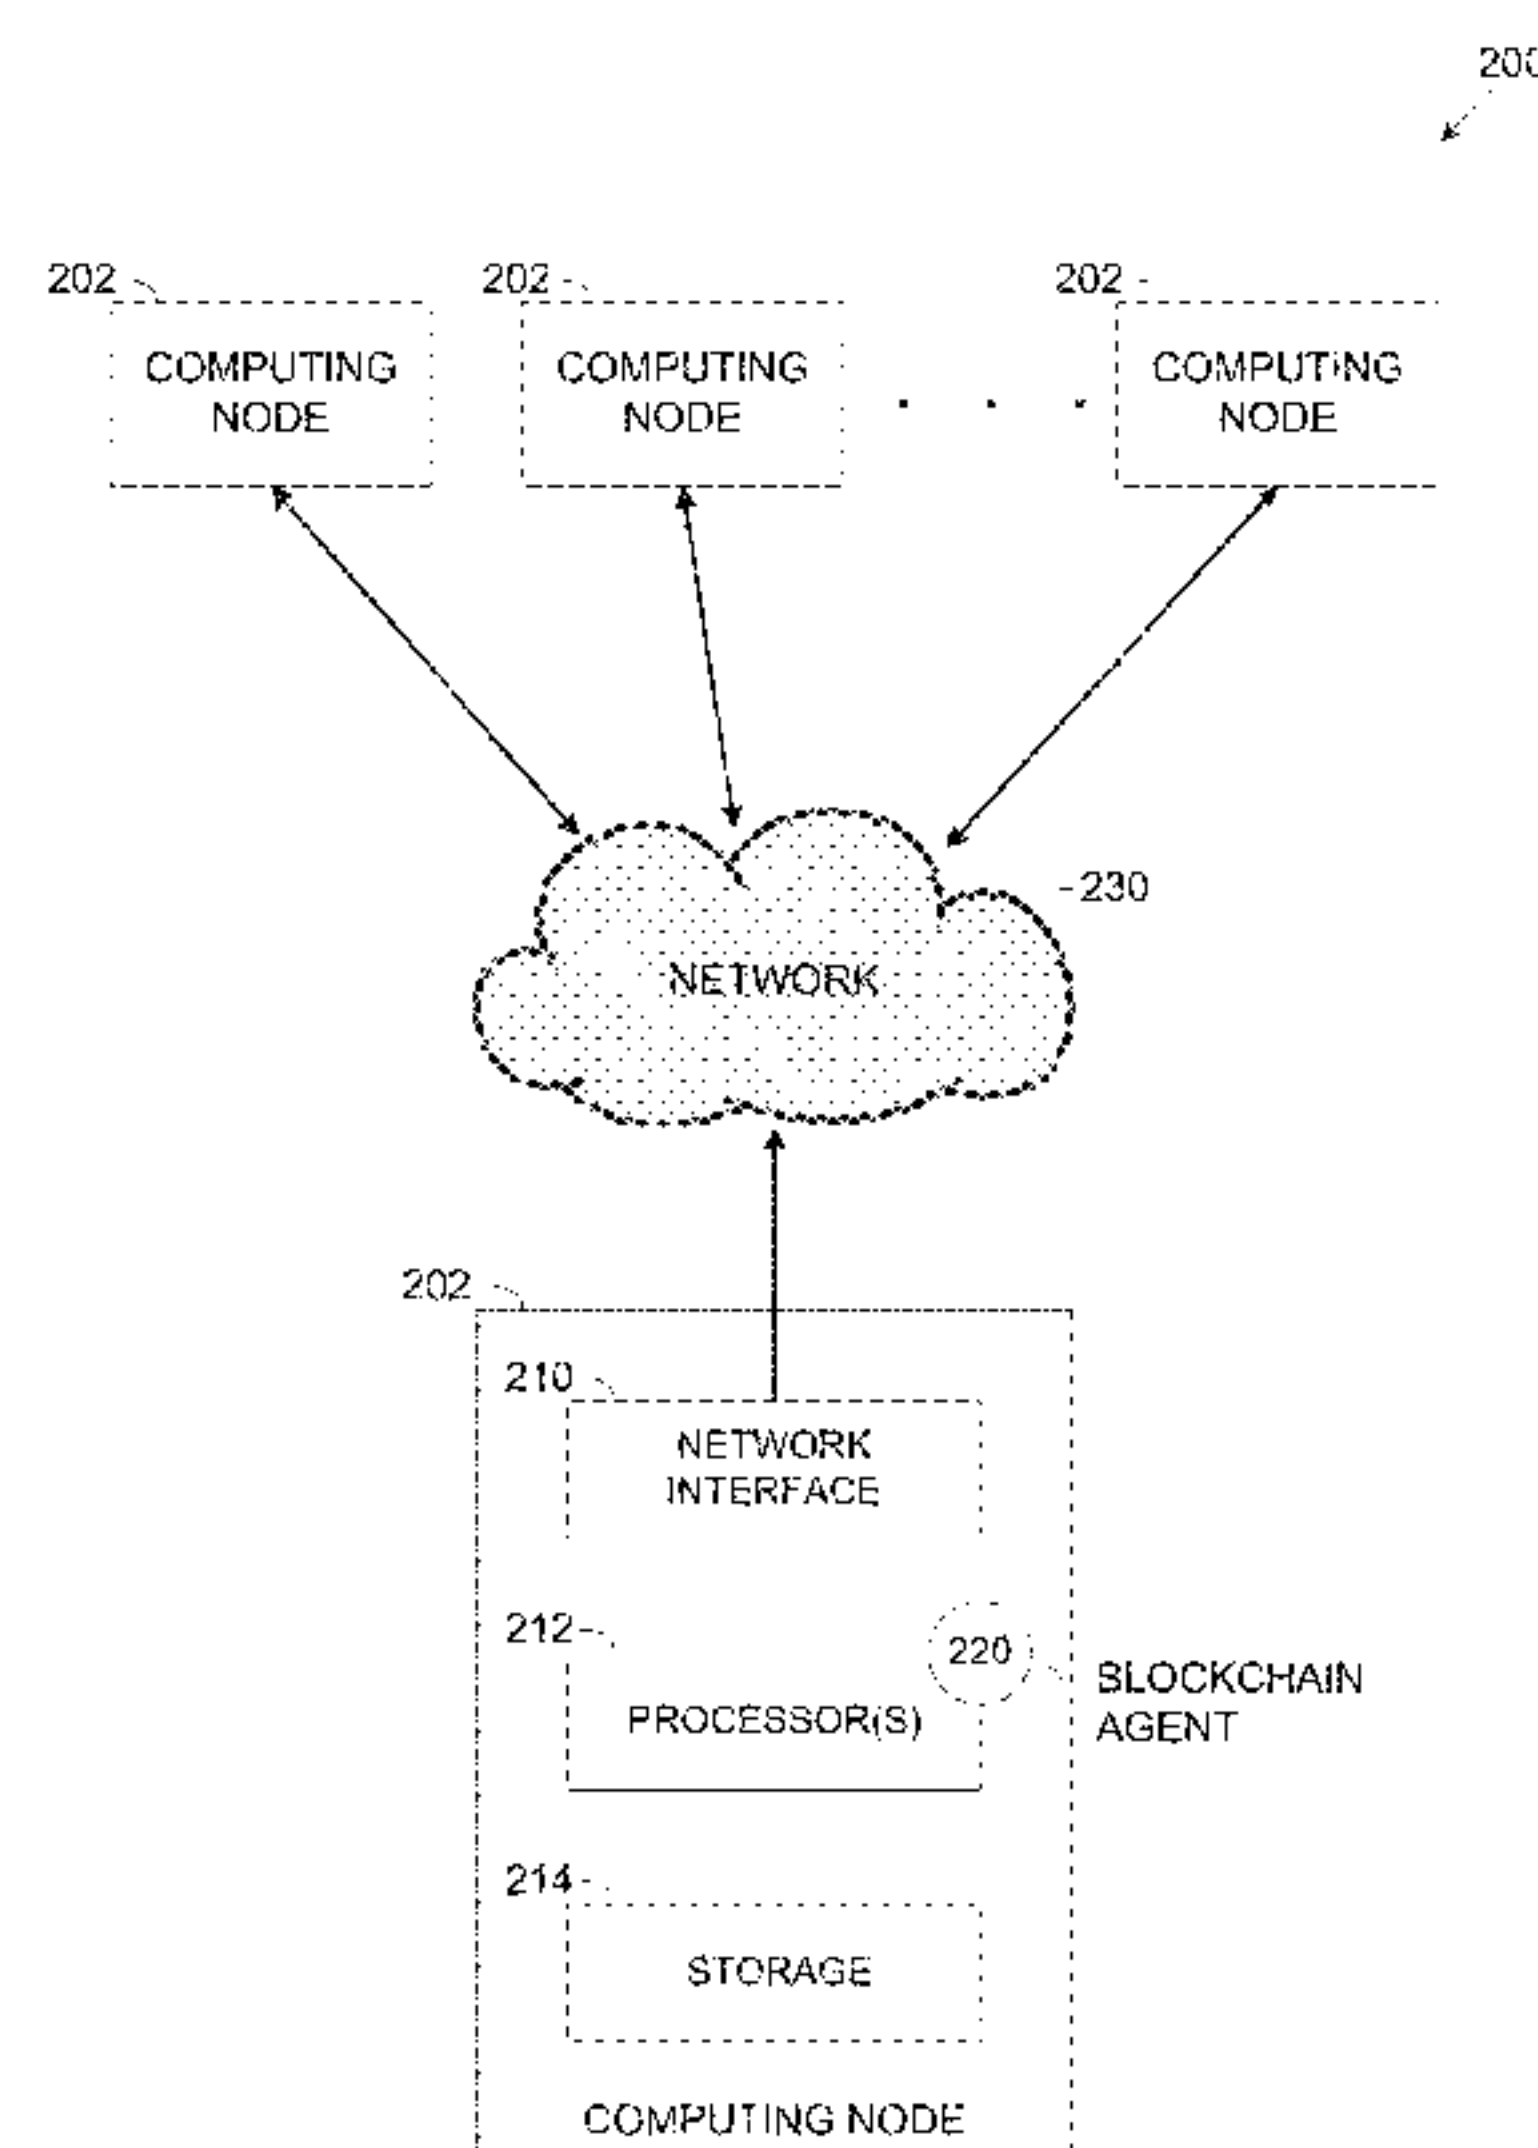 200
202
202
202
COMPUTING
NODE
COMPUTING
NODE
. . .
COMPUTING
NODE
230
NETWORK
202
210
NETWORK
INTERFACE
212
220
BLOCKCHAIN
AGENT
PROCESSOR(S)
214
STORAGE
COMPUTING NODE